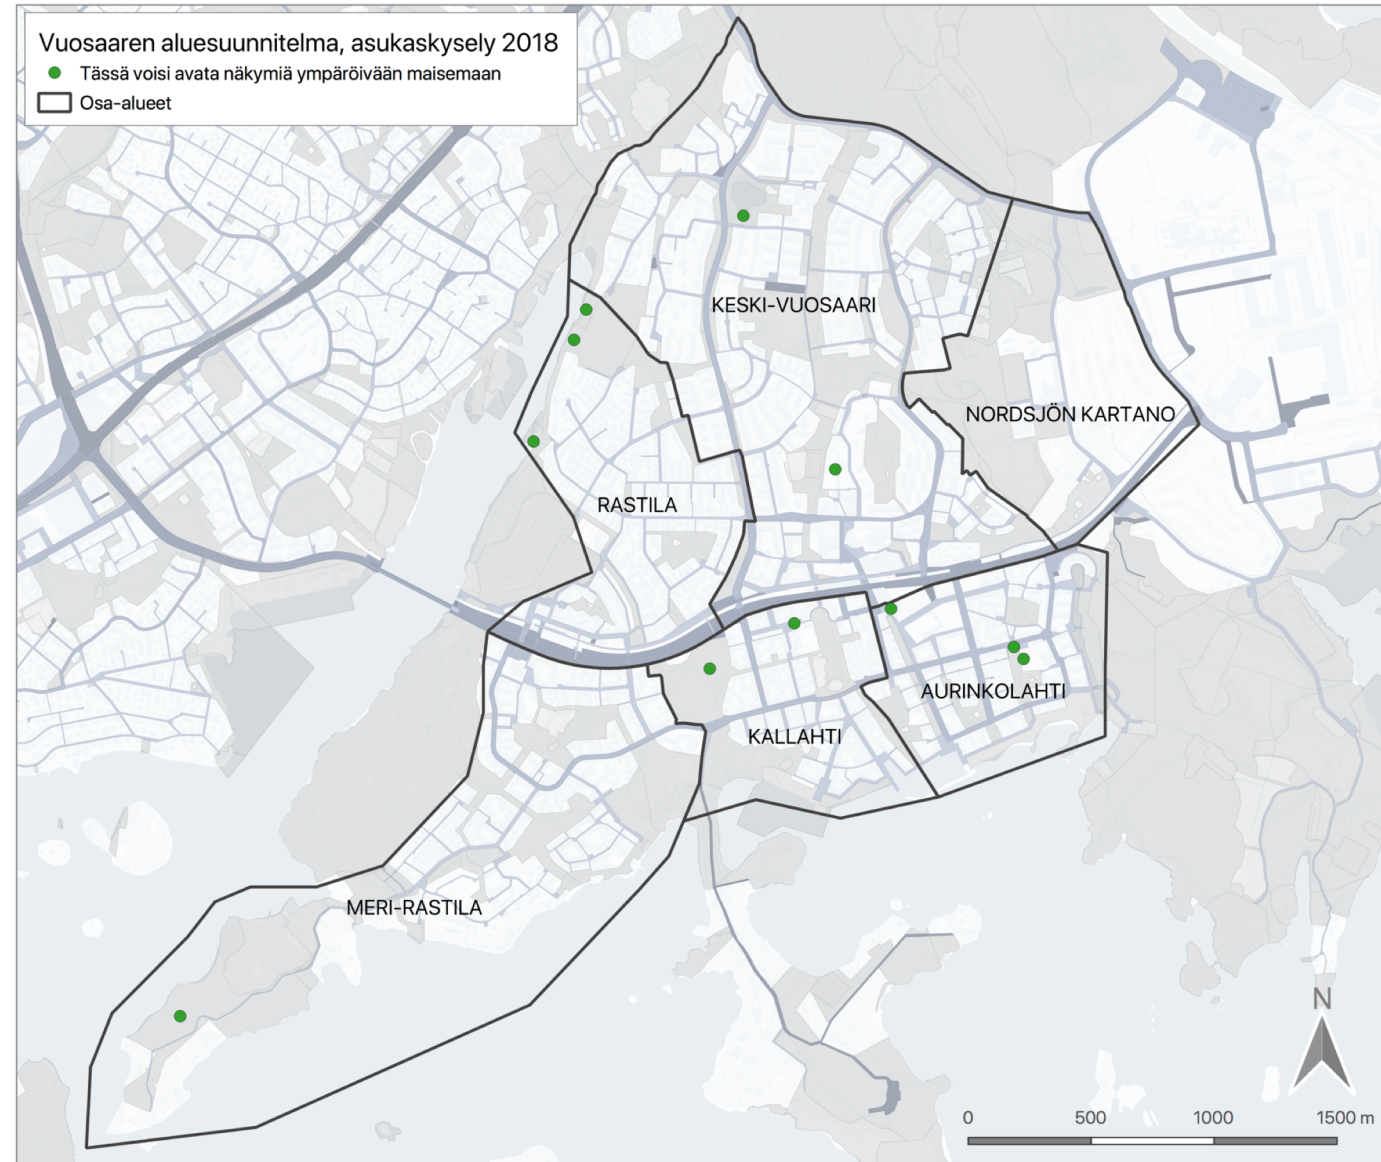 Vuosaaren aluesuunnitelma, asukaskysely 2018
Tässä voisi avata näkymiä ympäröivään maisemaan
Osa-alueet
KESKI-VUOSAARI
NORDSJÖN KARTANO
RASTILA
AURINKOLAHTI
KALLAHTI
MERI-RASTILA
N
0 500 1000 1500 m